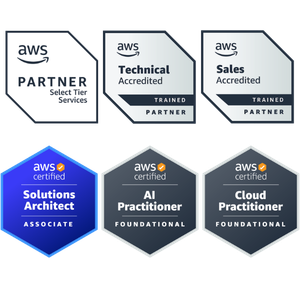 aws
PARTNER
Select Tier
Services
aws
Technical
Accredited
TRAINED
PARTNER
aws
Sales
Accredited
TRAINED
PARTNER
aws
certified
Solutions
Architect
ASSOCIATE
aws
certified
AI
Practitioner
FOUNDATIONAL
aws
certified
Cloud
Practitioner
FOUNDATIONAL